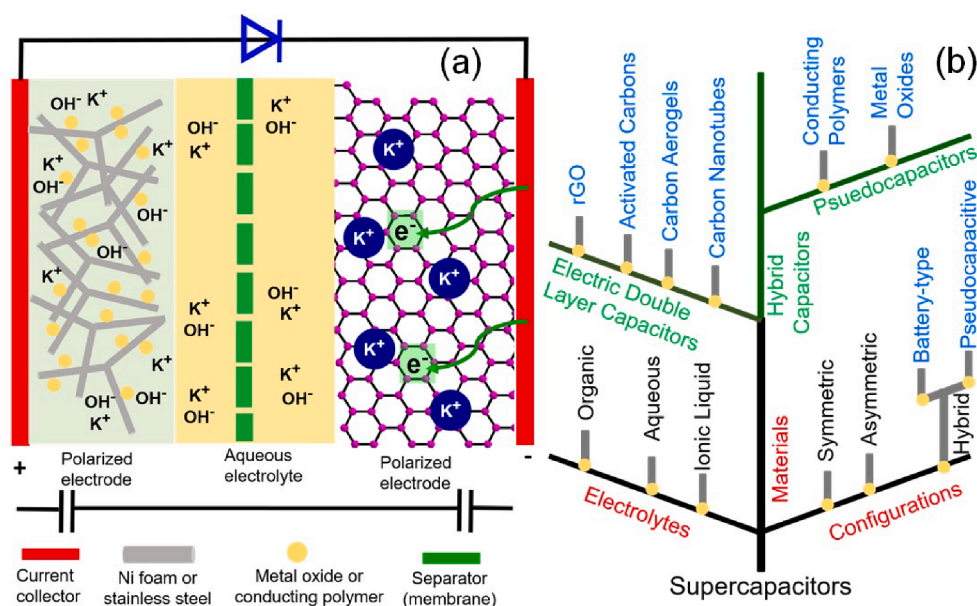 (a)
OH⁻ K⁺
K⁺
K⁺
OH⁻
OH⁻
OH⁻
K⁺
K⁺
OH⁻ OH⁻
K⁺
OH⁻
K⁺
K⁺
OH⁻
K⁺
OH⁻
OH⁻
K⁺
K⁺
OH⁻
K⁺
OH⁻
K⁺
OH⁻
K⁺
K⁺
e⁻
K⁺
K⁺
e⁻
K⁺
+
Polarized
electrode
Aqueous
electrolyte
Polarized
electrode
-
Current
collector
Ni foam or
stainless steel
Metal oxide or
conducting polymer
Separator
(membrane)
(b)
rGO
Activated Carbons
Carbon Aerogels
Carbon Nanotubes
Electric Double
Layer Capacitors
Conducting
Polymers
Metal
Oxides
Psuedocapacitors
Hybrid
Capacitors
Battery-type
Pseudocapacitive
Organic
Aqueous
Ionic Liquid
Electrolytes
Materials
Symmetric
Asymmetric
Hybrid
Configurations
Supercapacitors